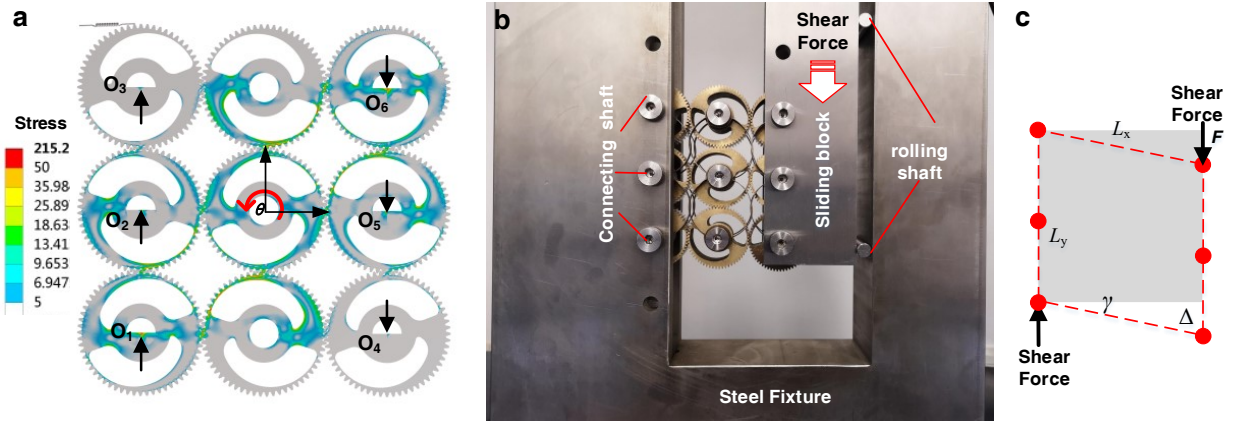 a
Stress
215.2
50
35.98
25.89
18.63
13.41
9.653
6.947
5
O3
O6
O2
θ
O5
O1
O4
b
Shear
Force
Connecting shaft
Sliding block
rolling
shaft
Steel Fixture
c
Shear
Force
Lx
F
Ly
γ
Δ
Shear
Force